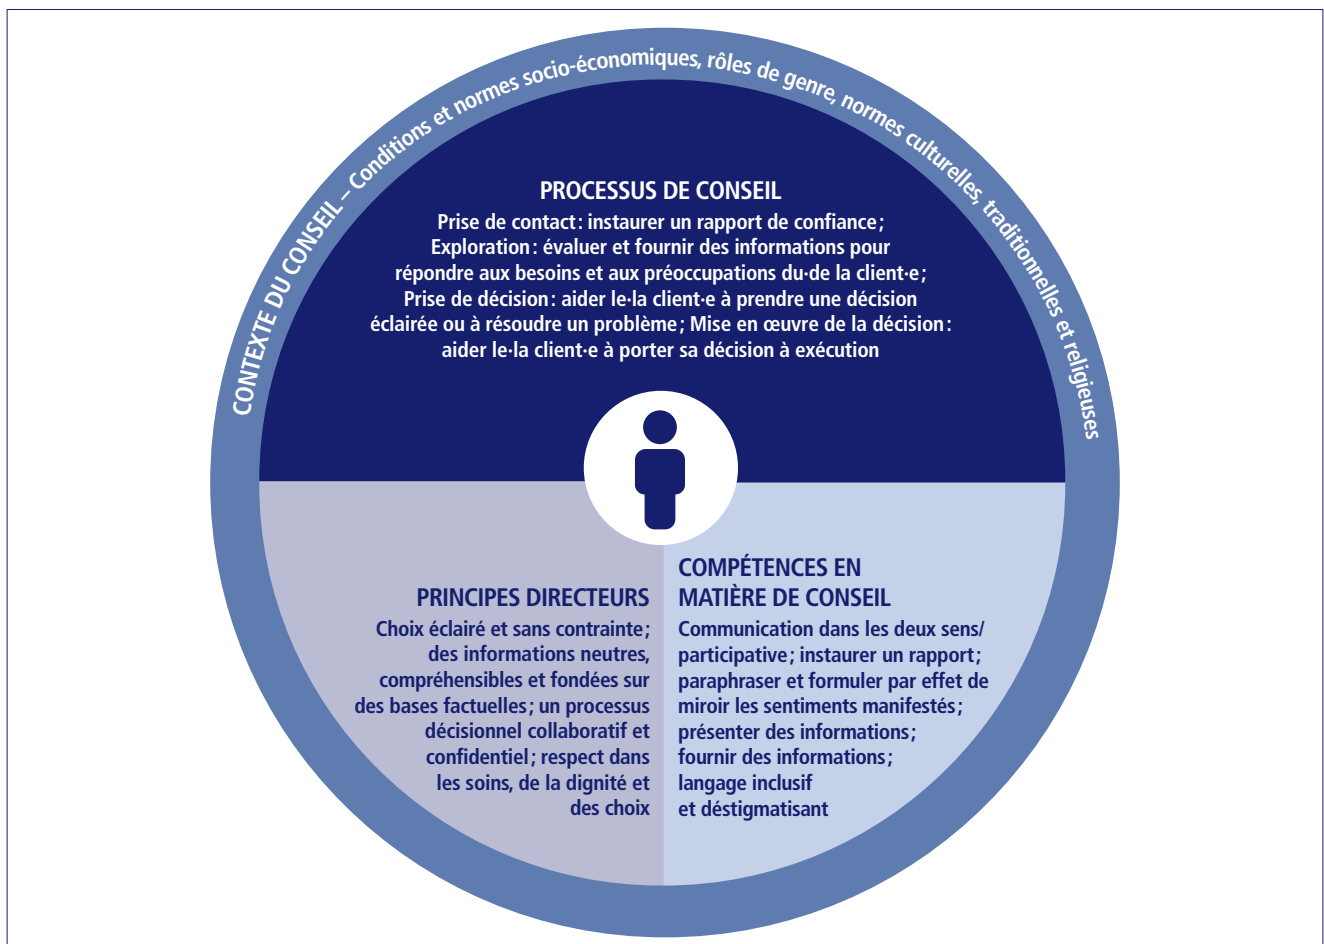 CONTEXTE DU CONSEIL – Conditions et normes socio-économiques, rôles de genre, normes culturelles, traditionnelles et religieuses
PROCESSUS DE CONSEIL
Prise de contact : instaurer un rapport de confiance ;
Exploration : évaluer et fournir des informations pour
répondre aux besoins et aux préoccupations du·de la client·e ;
Prise de décision : aider le·la client·e à prendre une décision
éclairée ou à résoudre un problème ; Mise en œuvre de la décision :
aider le·la client·e à porter sa décision à exécution
PRINCIPES DIRECTEURS
Choix éclairé et sans contrainte ;
des informations neutres,
compréhensibles et fondées sur
des bases factuelles ; un processus
décisionnel collaboratif et
confidentiel ; respect dans
les soins, de la dignité et
des choix
COMPÉTENCES EN
MATIÈRE DE CONSEIL
Communication dans les deux sens/
participative ; instaurer un rapport ;
paraphraser et formuler par effet de
miroir les sentiments manifestés ;
présenter des informations ;
fournir des informations ;
langage inclusif
et déstigmatisant